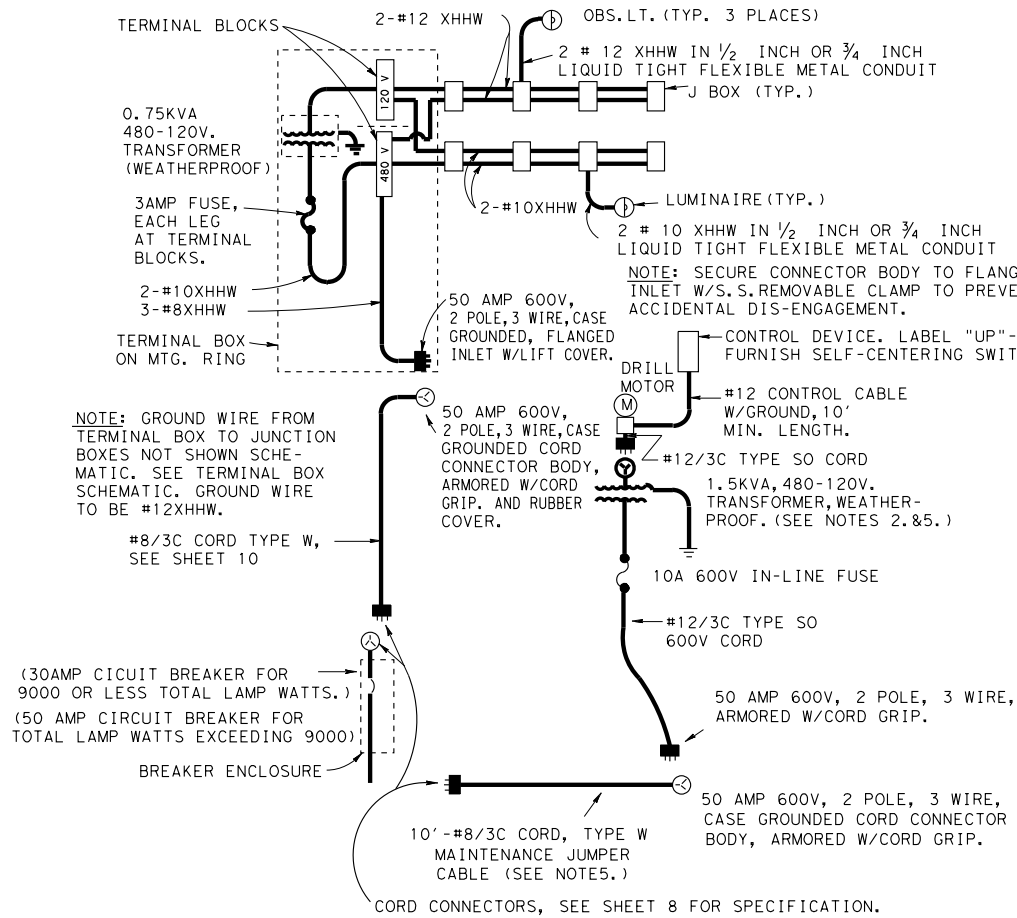 TERMINAL BLOCKS
2-#12 XHHW
OBS.LT.(TYP. 3 PLACES)
2 # 12 XHHW IN 1/2 INCH OR 3/4 INCH
LIQUID TIGHT FLEXIBLE METAL CONDUIT
J BOX (TYP.)
120 V
480 V
0.75KVA
480-120V.
TRANSFORMER
(WEATHERPROOF)
3AMP FUSE,
EACH LEG
AT TERMINAL
BLOCKS.
2-#10XHHW
LUMINAIRE(TYP.)
2 # 10 XHHW IN 1/2 INCH OR 3/4 INCH
LIQUID TIGHT FLEXIBLE METAL CONDUIT
NOTE: SECURE CONNECTOR BODY TO FLANG
INLET W/S.S.REMOVABLE CLAMP TO PREVE
ACCIDENTAL DIS-ENGAGEMENT.
2-#10XHHW
3-#8XHHW
TERMINAL BOX
ON MTG. RING
50 AMP 600V,
2 POLE,3 WIRE,CASE
GROUNDED, FLANGED
INLET W/LIFT COVER.
CONTROL DEVICE. LABEL "UP"-
FURNISH SELF-CENTERING SWIT
DRILL
MOTOR
M
#12 CONTROL CABLE
W/GROUND,10'
MIN. LENGTH.
NOTE: GROUND WIRE FROM
TERMINAL BOX TO JUNCTION
BOXES NOT SHOWN SCHE-
MATIC. SEE TERMINAL BOX
SCHEMATIC. GROUND WIRE
TO BE #12XHHW.
50 AMP 600V,
2 POLE,3 WIRE,CASE
GROUNDED CORD
CONNECTOR BODY,
ARMORED W/CORD
GRIP. AND RUBBER
COVER.
#12/3C TYPE SO CORD
1.5KVA,480-120V.
TRANSFORMER,WEATHER-
PROOF.(SEE NOTES 2.&5.)
#8/3C CORD TYPE W,
SEE SHEET 10
10A 600V IN-LINE FUSE
#12/3C TYPE SO
600V CORD
(30AMP CICUIT BREAKER FOR
9000 OR LESS TOTAL LAMP WATTS.)
(50 AMP CIRCUIT BREAKER FOR
TOTAL LAMP WATTS EXCEEDING 9000)
BREAKER ENCLOSURE
50 AMP 600V, 2 POLE, 3 WIRE,
ARMORED W/CORD GRIP.
50 AMP 600V, 2 POLE, 3 WIRE,
CASE GROUNDED CORD CONNECTOR
BODY, ARMORED W/CORD GRIP.
10'-#8/3C CORD, TYPE W
MAINTENANCE JUMPER
CABLE (SEE NOTE5.)
CORD CONNECTORS, SEE SHEET 8 FOR SPECIFICATION.